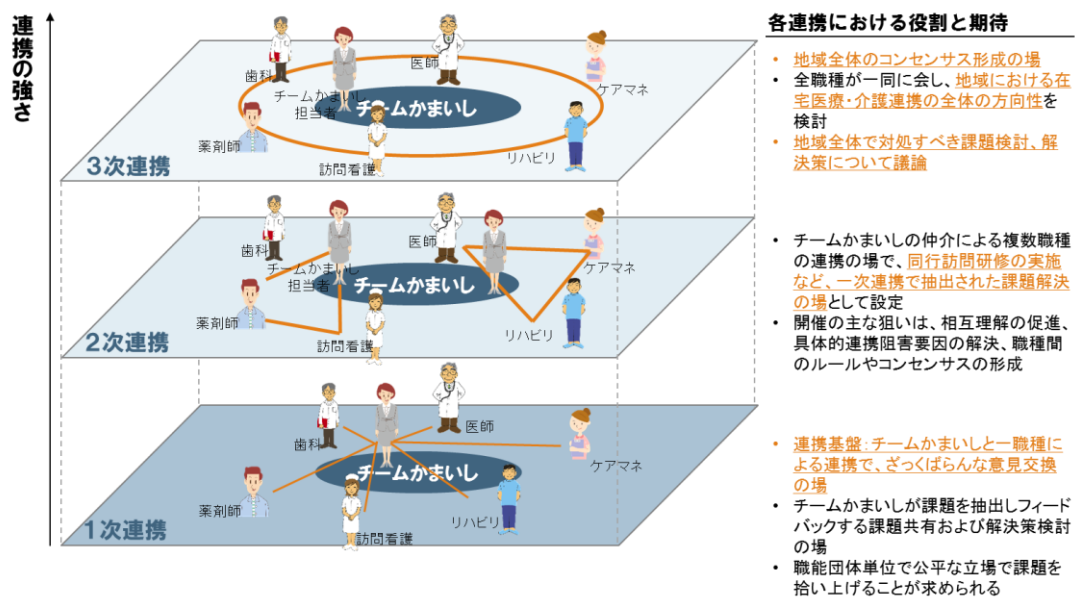 連携の強さ
各連携における役割と期待
歯科
医師
ケアマネ
チームかまいし
担当者
チームかまいし
薬剤師
訪問看護
リハビリ
3次連携
• 地域全体のコンセンサス形成の場
• 全職種が一同に会し、地域における在
宅医療・介護連携の全体の方向性を
検討
• 地域全体で対処すべき課題検討、解
決策について議論
歯科
医師
ケアマネ
チームかまいし
担当者
チームかまいし
薬剤師
訪問看護
リハビリ
2次連携
• チームかまいしの仲介による複数職種
の連携の場で、同行訪問研修の実施
など、一次連携で抽出された課題解決
の場として設定
• 開催の主な狙いは、相互理解の促進、
具体的連携阻害要因の解決、職種間
のルールやコンセンサスの形成
歯科
医師
ケアマネ
チームかまいし
薬剤師
訪問看護
リハビリ
1次連携
• 連携基盤：チームかまいしと一職種に
よる連携で、ざっくばらんな意見交換
の場
• チームかまいしが課題を抽出しフィード
バックする課題共有および解決策検討
の場
• 職能団体単位で公平な立場で課題を
拾い上げることが求められる